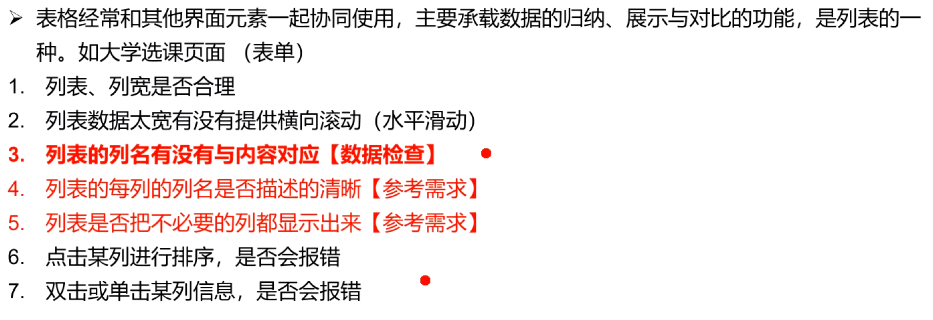 ➢ 表格经常和其他界面元素一起协同使用，主要承载数据的归纳、展示与对比的功能，是列表的一
种。如大学选课页面 （表单）
1. 列表、列宽是否合理
2. 列表数据太宽有没有提供横向滚动（水平滑动）
3. 列表的列名有没有与内容对应【数据检查】
4. 列表的每列的列名是否描述的清晰【参考需求】
5. 列表是否把不必要的列都显示出来【参考需求】
6. 点击某列进行排序，是否会报错
7. 双击或单击某列信息，是否会报错